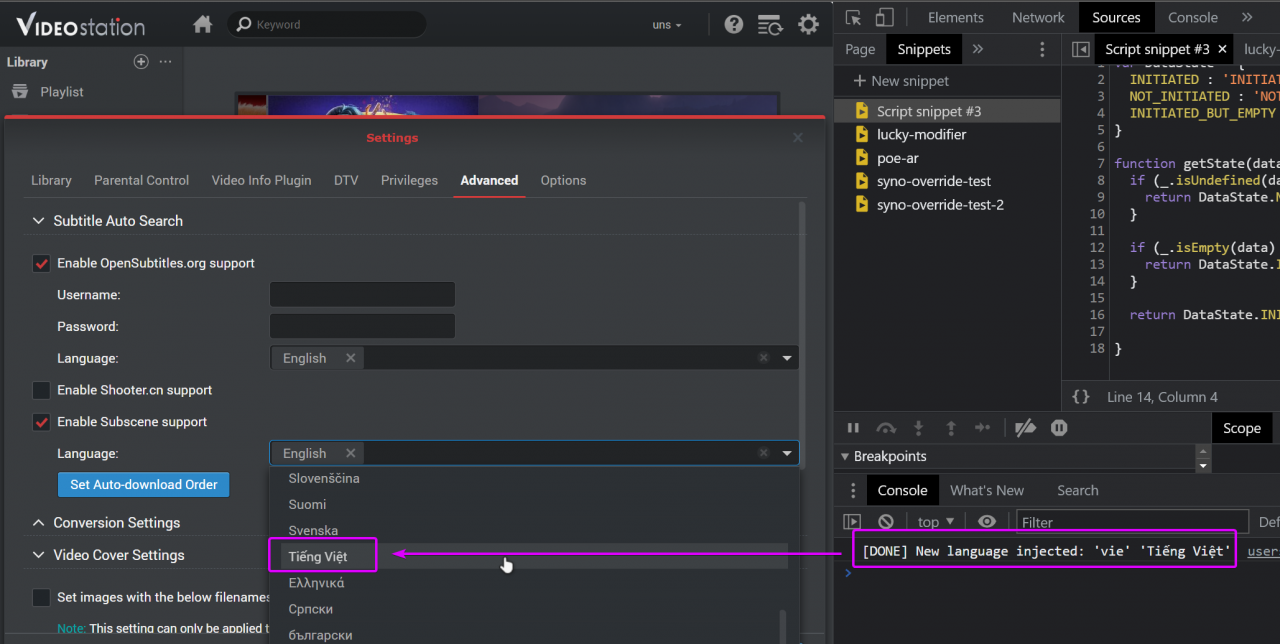 VIDEOstation
Keyword
uns
Library
Playlist
Settings
Library
Parental Control
Video Info Plugin
DTV
Privileges
Advanced
Options
Subtitle Auto Search
Enable OpenSubtitles.org support
Username:
Password:
Language:
English
Enable Shooter.cn support
Enable Subscene support
Language:
English
Set Auto-download Order
Slovenščina
Suomi
Svenska
Tiếng Việt
Ελληνικά
Српски
български
Conversion Settings
Video Cover Settings
Set images with the below filenames
Note: This setting can only be applied t
Elements
Network
Sources
Console
Page
Snippets
Script snippet #3
lucky-
New snippet
Script snippet #3
lucky-modifier
poe-ar
syno-override-test
syno-override-test-2
1 var DataState = {
2 INITIATED : 'INITIAT
3 NOT_INITIATED : 'NOT
4 INITIATED_BUT_EMPTY
5 }
6
7 function getState(data
8 if (_.isUndefined(da
9 return DataState.N
10 }
11
12 if (_.isEmpty(data)
13 return DataState.I
14 }
15
16 return DataState.INI
17
18 }
{} Line 14, Column 4
Scope
Breakpoints
Console
What's New
Search
top
Filter
Def
[DONE] New language injected: 'vie' 'Tiếng Việt'
user